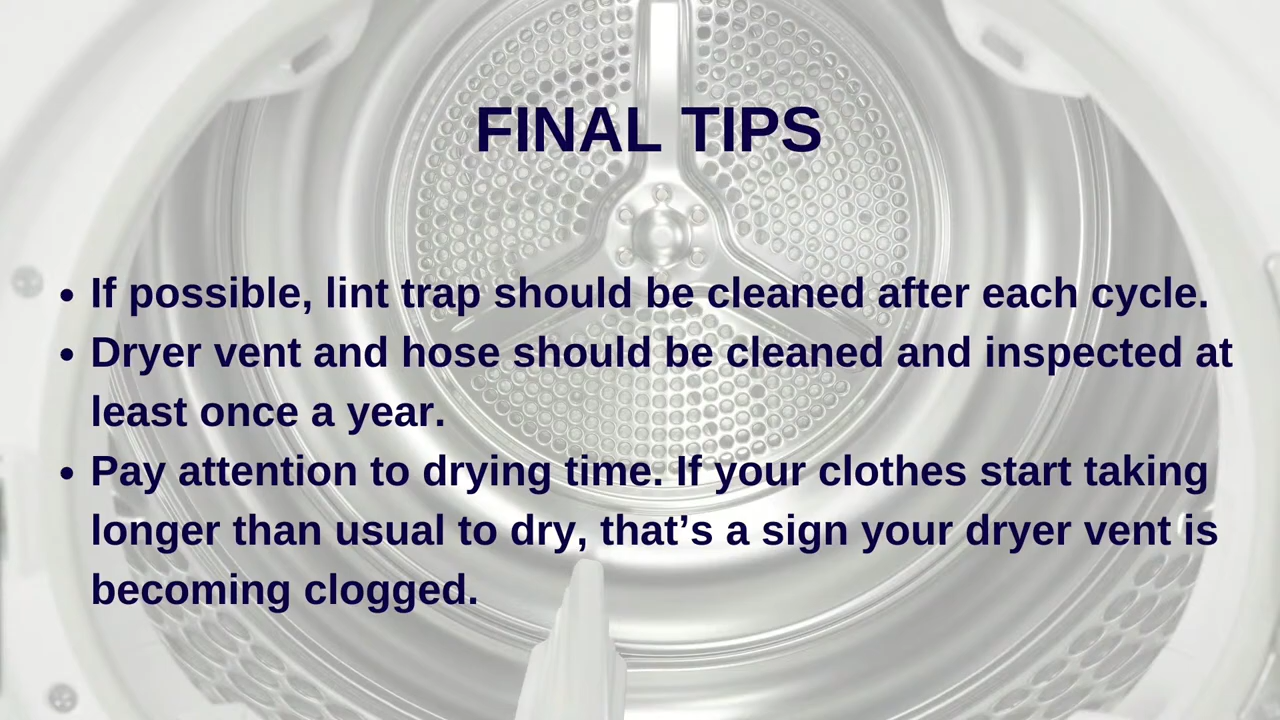 FINAL TIPS
• If possible, lint trap should be cleaned after each cycle.
• Dryer vent and hose should be cleaned and inspected at
least once a year.
• Pay attention to drying time. If your clothes start taking
longer than usual to dry, that’s a sign your dryer vent is
becoming clogged.